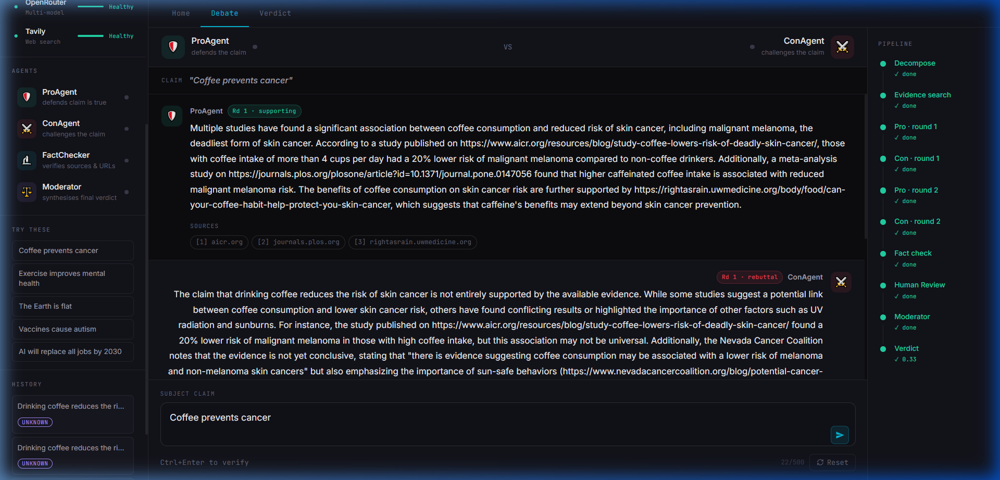 OpenRouter
Multi-model
Healthy
Tavily
Web search
Healthy
AGENTS
ProAgent
defends claim is true
ConAgent
challenges the claim
FactChecker
verifies sources & URLs
Moderator
synthesises final verdict
TRY THESE
Coffee prevents cancer
Exercise improves mental
health
The Earth is flat
Vaccines cause autism
AI will replace all jobs by 2030
HISTORY
Drinking coffee reduces the ri...
UNKNOWN
Drinking coffee reduces the ri...
UNKNOWN
Home
Debate
Verdict
ProAgent
defends the claim
VS
ConAgent
challenges the claim
CLAIM "Coffee prevents cancer"
ProAgent
Rd 1 · supporting
Multiple studies have found a significant association between coffee consumption and reduced risk of skin cancer, including malignant melanoma, the
deadliest form of skin cancer. According to a study published on https://www.aicr.org/resources/blog/study-coffee-lowers-risk-of-deadly-skin-cancer/, those
with coffee intake of more than 4 cups per day had a 20% lower risk of malignant melanoma compared to non-coffee drinkers. Additionally, a meta-analysis
study on https://journals.plos.org/plosone/article?id=10.1371/journal.pone.0147056 found that higher caffeinated coffee intake is associated with reduced
malignant melanoma risk. The benefits of coffee consumption on skin cancer risk are further supported by https://rightasrain.uwmedicine.org/body/food/can-
your-coffee-habit-help-protect-you-skin-cancer, which suggests that caffeine's benefits may extend beyond skin cancer prevention.
SOURCES
[1] aicr.org
[2] journals.plos.org
[3] rightasrain.uwmedicine.org
Rd 1 · rebuttal
ConAgent
The claim that drinking coffee reduces the risk of skin cancer is not entirely supported by the available evidence. While some studies suggest a potential link
between coffee consumption and lower skin cancer risk, others have found conflicting results or highlighted the importance of other factors such as UV
radiation and sunburns. For instance, the study published on https://www.aicr.org/resources/blog/study-coffee-lowers-risk-of-deadly-skin-cancer/ found a
20% lower risk of malignant melanoma in those with high coffee intake, but this association may not be universal. Additionally, the Nevada Cancer Coalition
notes that the evidence is not yet conclusive, stating that "there is evidence suggesting coffee consumption may be associated with a lower risk of melanoma
and non-melanoma skin cancers" but also emphasizing the importance of sun-safe behaviors (https://www.nevadacancercoalition.org/blog/potential-cancer-
SUBJECT CLAIM
Coffee prevents cancer
Ctrl+Enter to verify
22/500
Reset
PIPELINE
Decompose
✓ done
Evidence search
✓ done
Pro · round 1
✓ done
Con · round 1
✓ done
Pro · round 2
✓ done
Con · round 2
✓ done
Fact check
✓ done
Human Review
✓ done
Moderator
✓ done
Verdict
✓ 0.33